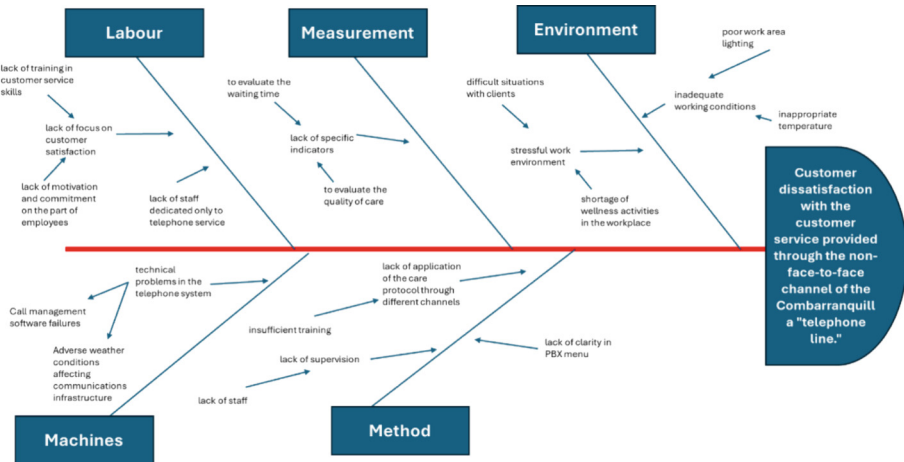 Labour
Measurement
Environment
poor work area
lighting
lack of training in
customer service
skills
to evaluate the
waiting time
difficult situations
with clients
inadequate
working conditions
inappropriate
temperature
lack of focus on
customer
satisfaction
lack of specific
indicators
stressful work
environment
lack of motivation
and commitment
on the part of
employees
lack of staff
dedicated only to
telephone service
to evaluate the
quality of care
shortage of
wellness activities
in the workplace
Customer
dissatisfaction
with the
customer
service provided
through the non-
face-to-face
channel of the
Combarranquill
a "telephone
line."
technical
problems in the
telephone system
lack of application
of the care
protocol through
different channels
Call management
software failures
insufficient training
Adverse weather
conditions
affecting
communications
infrastructure
lack of supervision
lack of clarity in
PBX menu
lack of staff
Machines
Method